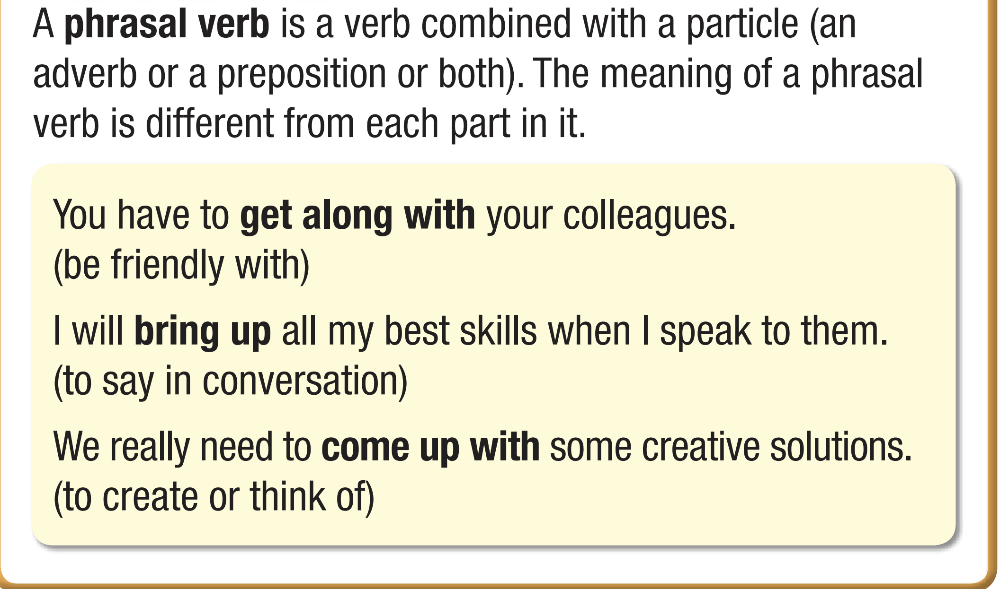 A phrasal verb is a verb combined with a particle (an
adverb or a preposition or both). The meaning of a phrasal
verb is different from each part in it.
You have to get along with your colleagues.
(be friendly with)
I will bring up all my best skills when I speak to them.
(to say in conversation)
We really need to come up with some creative solutions.
(to create or think of)